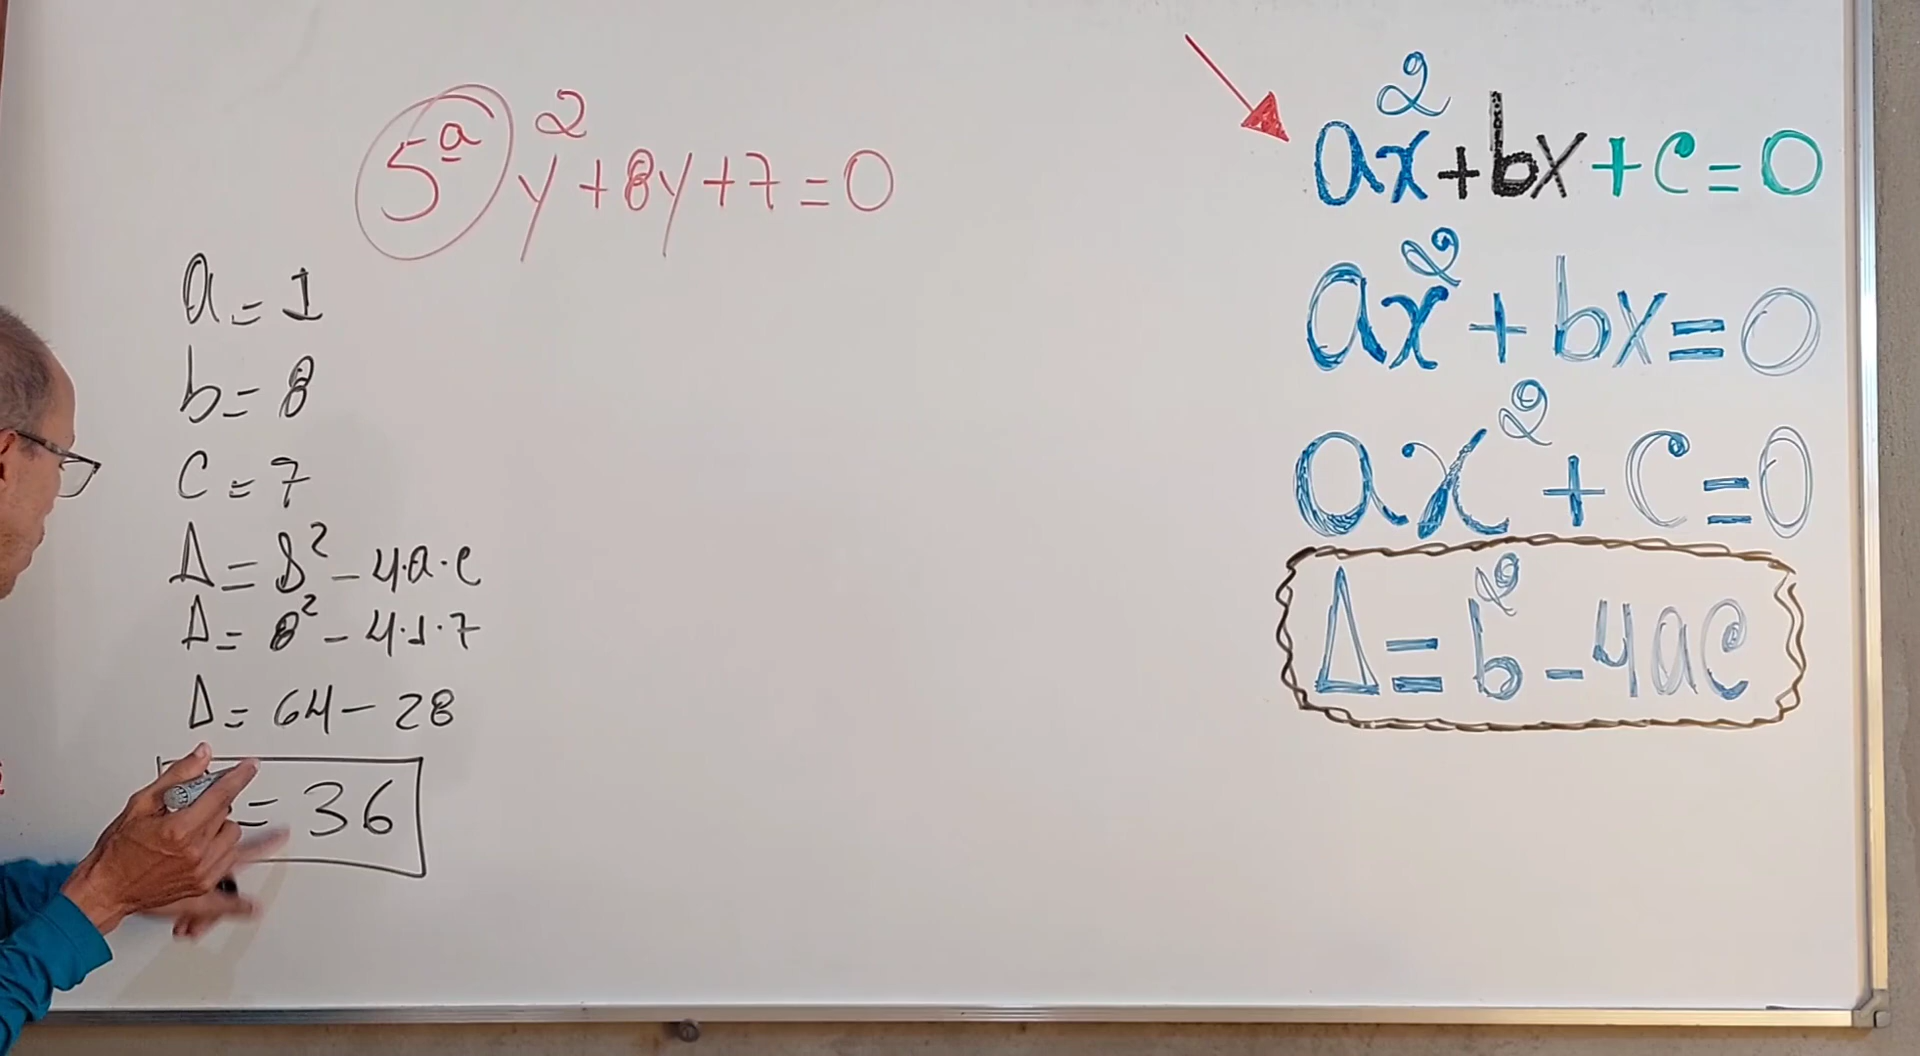 5ª y² + 8y + 7 = 0
a = 1
b = 8
c = 7
Δ = 8² - 4·a·c
Δ = 8² - 4·1·7
Δ = 64 - 28
= 36
ax² + bx + c = 0
ax² + bx = 0
ax² + c = 0
Δ = b² - 4ac